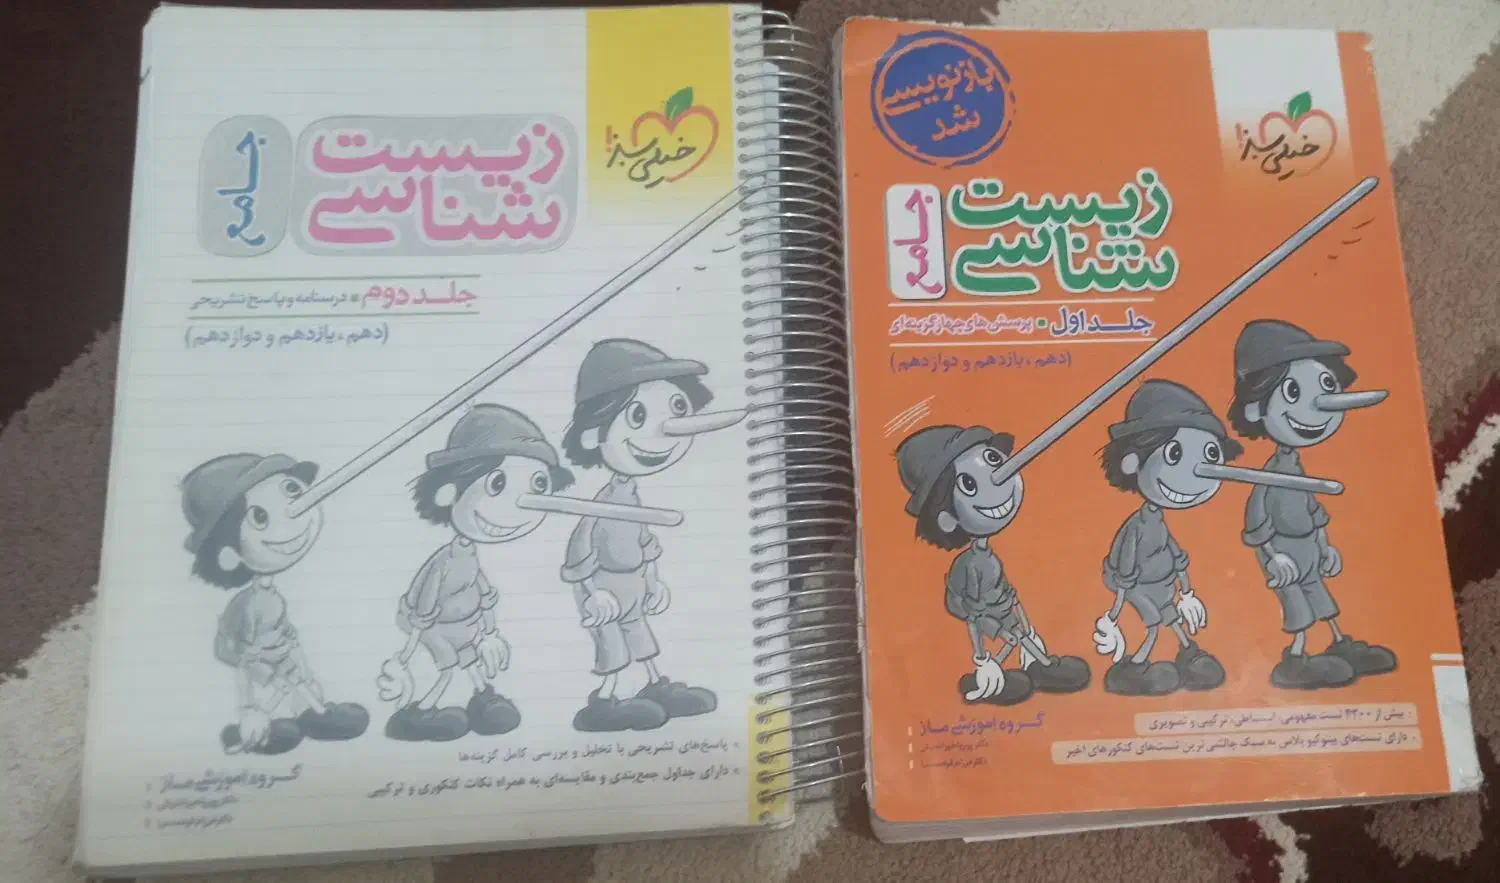 خیلی سبز!
زیست
شناسی
جامع
جلد دوم • درسنامه و پاسخ تشریحی
(دهم، یازدهم و دوازدهم)
پاسخ‌های تشریحی با تحلیل و بررسی کامل گزینه‌ها
دارای جداول جمع‌بندی و مقایسه‌ای به همراه نکات کنکوری و ترکیبی
گروه آموزشی ماز
بازنویسی
شد
خیلی سبز!
زیست
شناسی
جامع
جلد اول • پرسش‌های چهارگزینه‌ای
(دهم، یازدهم و دوازدهم)
گروه آموزشی ماز
بیش از ۴۳۰۰ تست مفهومی، استنباطی، ترکیبی و تصویری
دارای تست‌های پینوکیو پلاس به سبک چالشی‌ترین تست‌های کنکورهای اخیر